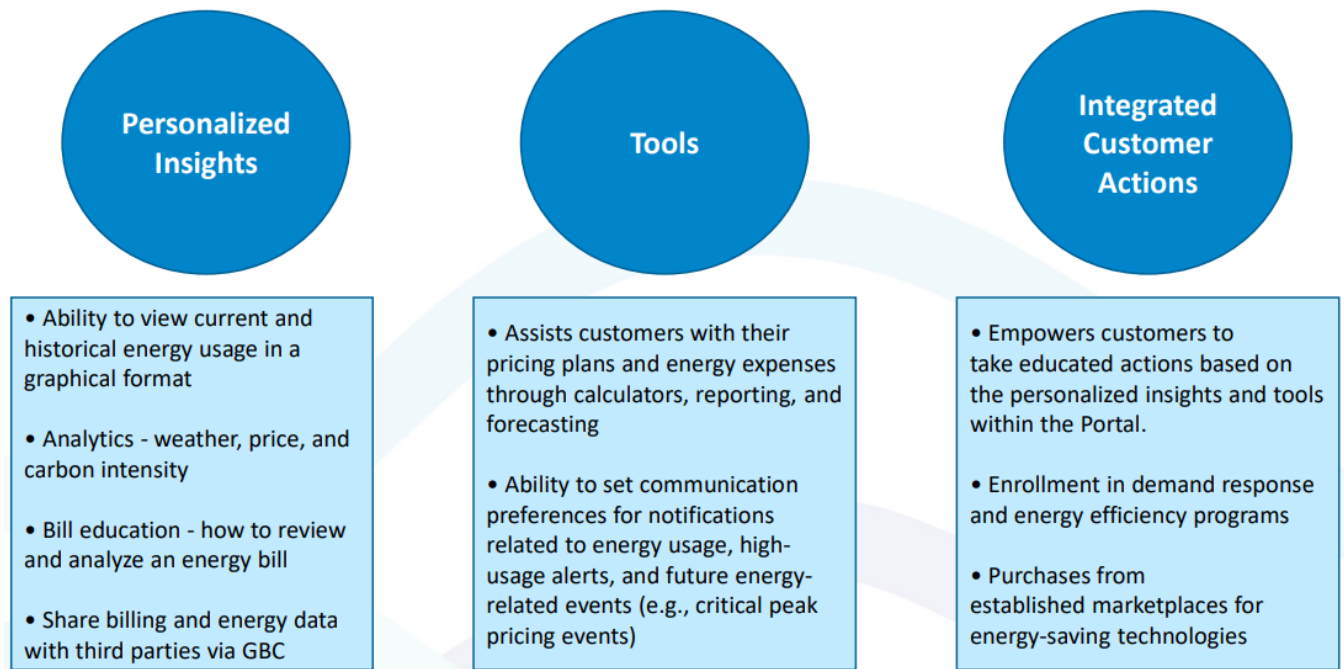 Personalized
Insights
• Ability to view current and
historical energy usage in a
graphical format
• Analytics - weather, price, and
carbon intensity
• Bill education - how to review
and analyze an energy bill
• Share billing and energy data
with third parties via GBC
Tools
• Assists customers with their
pricing plans and energy expenses
through calculators, reporting, and
forecasting
• Ability to set communication
preferences for notifications
related to energy usage, high-
usage alerts, and future energy-
related events (e.g., critical peak
pricing events)
Integrated
Customer
Actions
• Empowers customers to
take educated actions based on
the personalized insights and tools
within the Portal.
• Enrollment in demand response
and energy efficiency programs
• Purchases from
established marketplaces for
energy-saving technologies